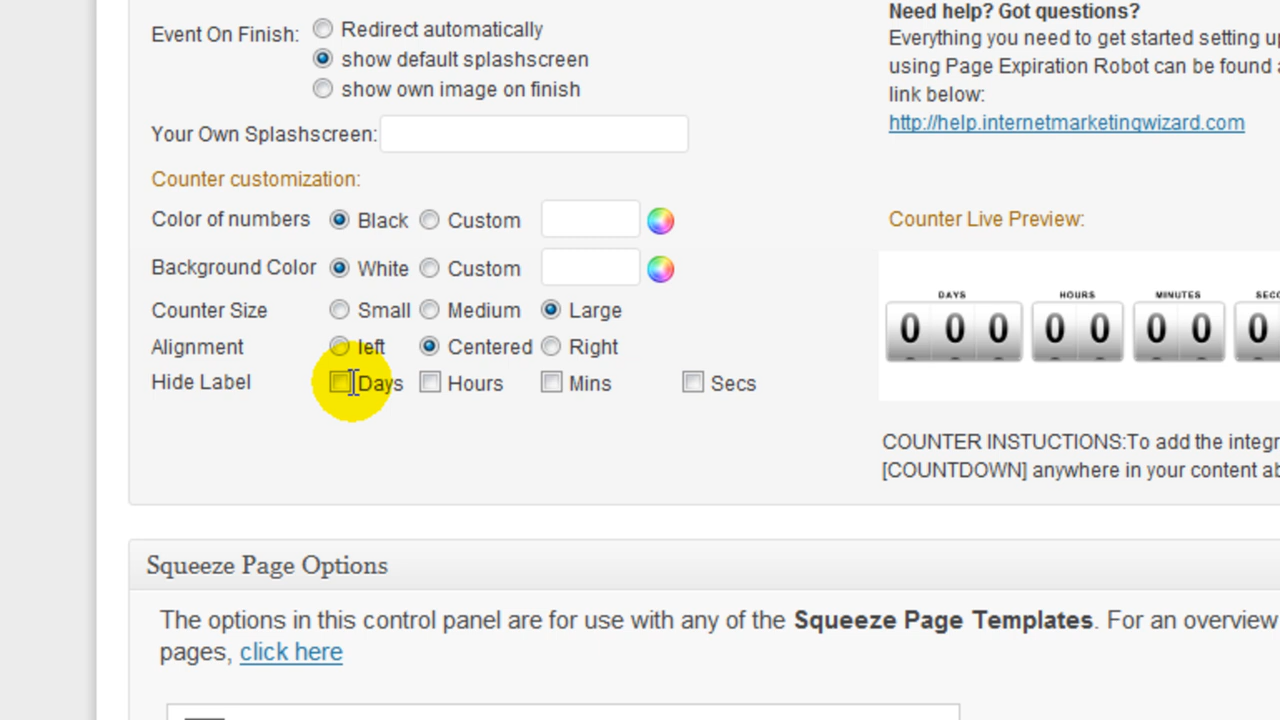 Event On Finish:
Redirect automatically
show default splashscreen
show own image on finish
Your Own Splashscreen:
Counter customization:
Color of numbers Black Custom
Background Color White Custom
Counter Size Small Medium Large
Alignment left Centered Right
Hide Label Days Hours Mins Secs
Need help? Got questions?
Everything you need to get started setting up
using Page Expiration Robot can be found
link below:
http://help.internetmarketingwizard.com
Counter Live Preview:
DAYS HOURS MINUTES
0 0 0 0 0 0 0 0
COUNTER INSTUCTIONS:To add the
[COUNTDOWN] anywhere in your content
Squeeze Page Options
The options in this control panel are for use with any of the Squeeze Page Templates. For an overview
pages, click here